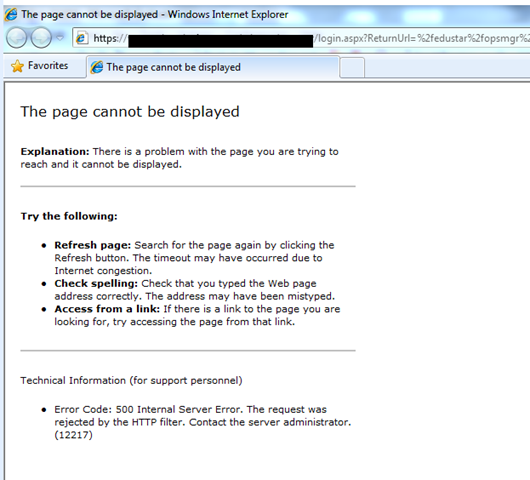 The page cannot be displayed - Windows Internet Explorer
https:// /login.aspx?ReturnUrl=%2fedustar%2fopsmgr%2
Favorites
The page cannot be displayed
The page cannot be displayed
Explanation: There is a problem with the page you are trying to
reach and it cannot be displayed.
Try the following:
• Refresh page: Search for the page again by clicking the
Refresh button. The timeout may have occurred due to
Internet congestion.
• Check spelling: Check that you typed the Web page
address correctly. The address may have been mistyped.
• Access from a link: If there is a link to the page you are
looking for, try accessing the page from that link.
Technical Information (for support personnel)
• Error Code: 500 Internal Server Error. The request was
rejected by the HTTP filter. Contact the server administrator.
(12217)